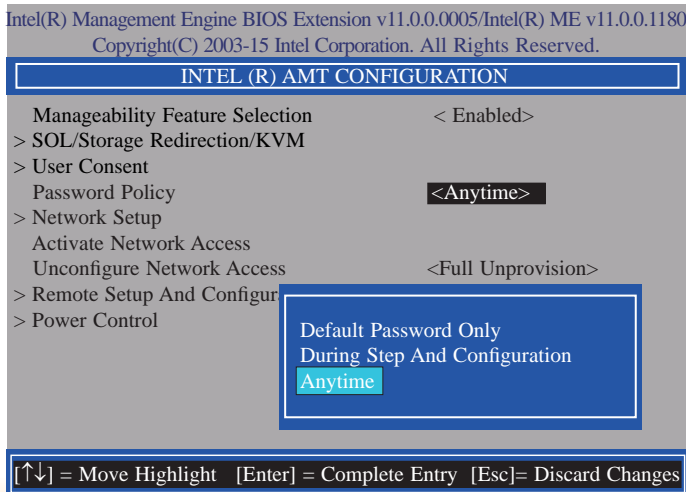 Intel(R) Management Engine BIOS Extension v11.0.0.0005/Intel(R) ME v11.0.0.1180
Copyright(C) 2003-15 Intel Corporation. All Rights Reserved.
INTEL (R) AMT CONFIGURATION
Manageability Feature Selection < Enabled>
> SOL/Storage Redirection/KVM
> User Consent
Password Policy <Anytime>
> Network Setup
Activate Network Access
Unconfigure Network Access <Full Unprovision>
> Remote Setup And Configur
> Power Control
Default Password Only
During Step And Configuration
Anytime
[↑↓] = Move Highlight [Enter] = Complete Entry [Esc]= Discard Changes